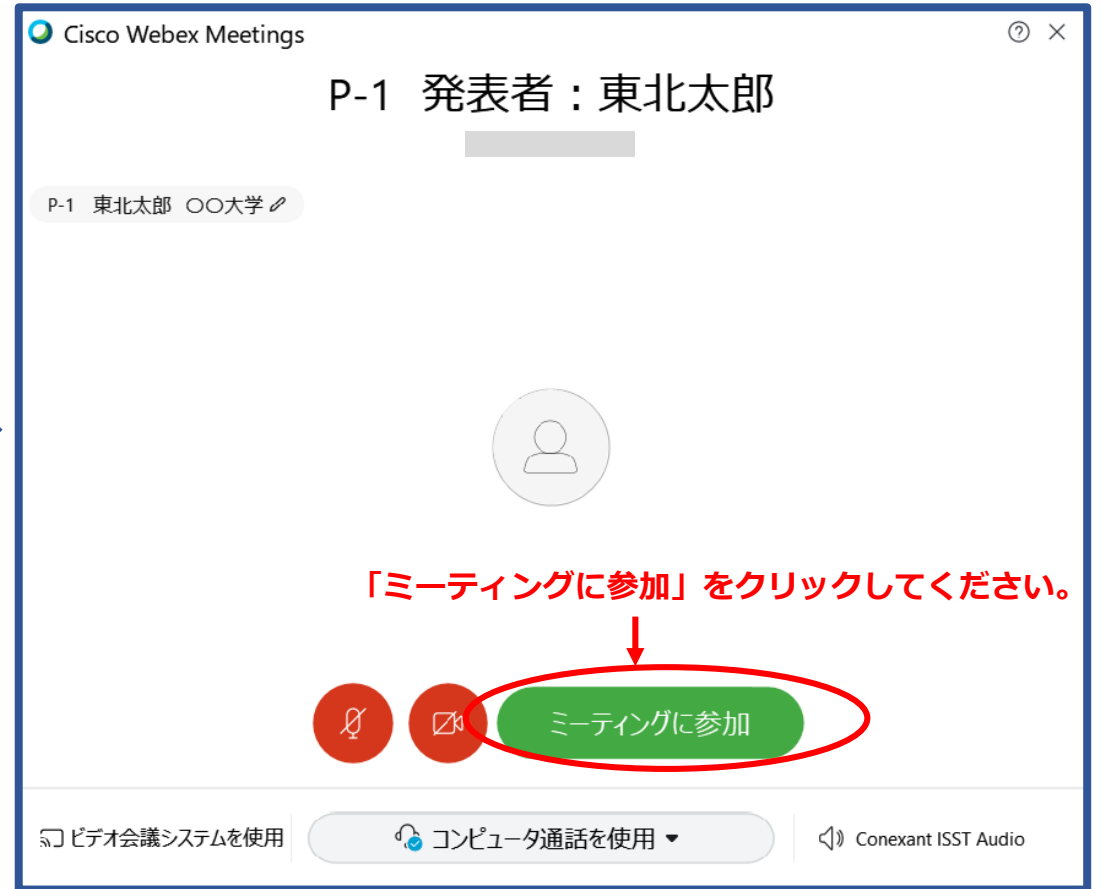 Cisco Webex Meetings
P-1 発表者：東北太郎
P-1 東北太郎 〇〇大学
「ミーティングに参加」をクリックしてください。
ミーティングに参加
ビデオ会議システムを使用
コンピュータ通話を使用
Conexant ISST Audio